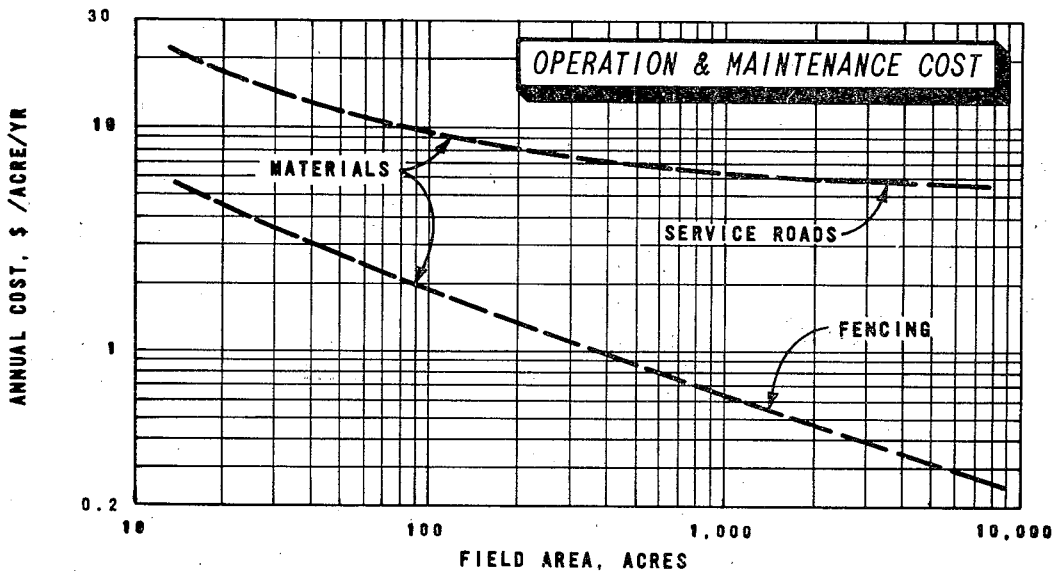 30
OPERATION & MAINTENANCE COST
10
MATERIALS
SERVICE ROADS
FENCING
1
0.2
10
100
1,000
10,000
ANNUAL COST, $ /ACRE/YR
FIELD AREA, ACRES